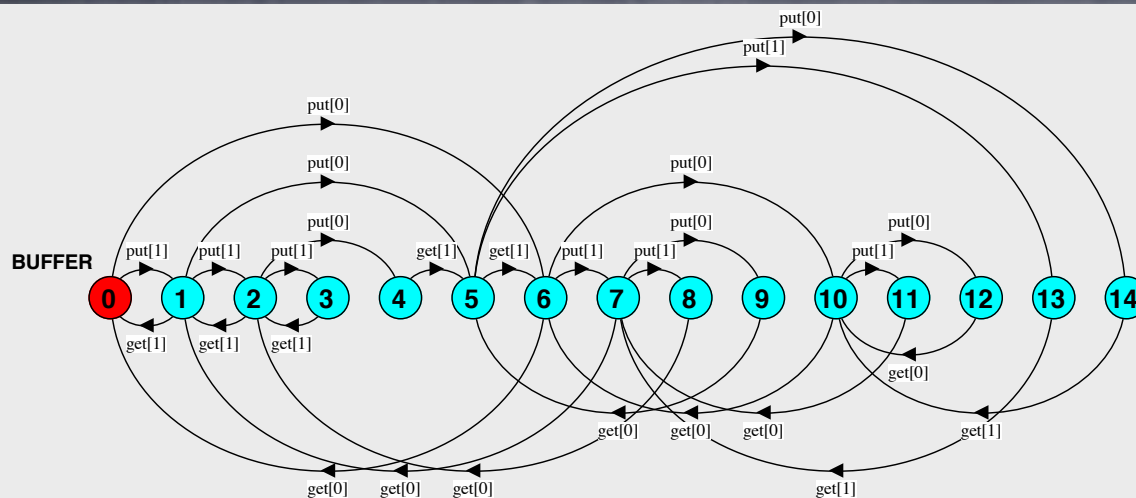 put[0]
put[1]
put[0]
put[0] put[0]
put[0] put[0] put[0]
put[1] put[1] put[1] get[1] get[1] put[1] put[1] put[1]
BUFFER
0 1 2 3 4 5 6 7 8 9 10 11 12 13 14
get[1] get[1] get[1]
get[0]
get[0] get[0] get[0] get[1]
get[0] get[0] get[0] get[1]